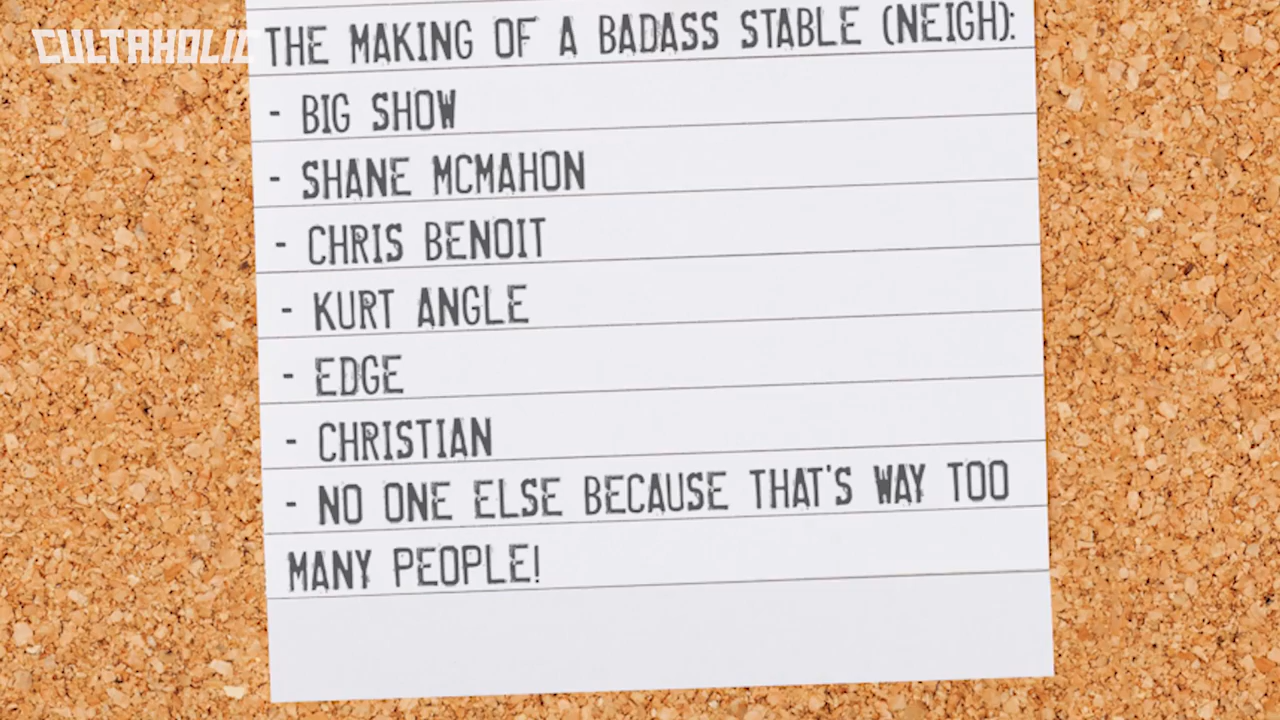 CULTAHOLIC
THE MAKING OF A BADASS STABLE (NEIGH):
- BIG SHOW
- SHANE MCMAHON
- CHRIS BENOIT
- KURT ANGLE
- EDGE
- CHRISTIAN
- NO ONE ELSE BECAUSE THAT'S WAY TOO
MANY PEOPLE!